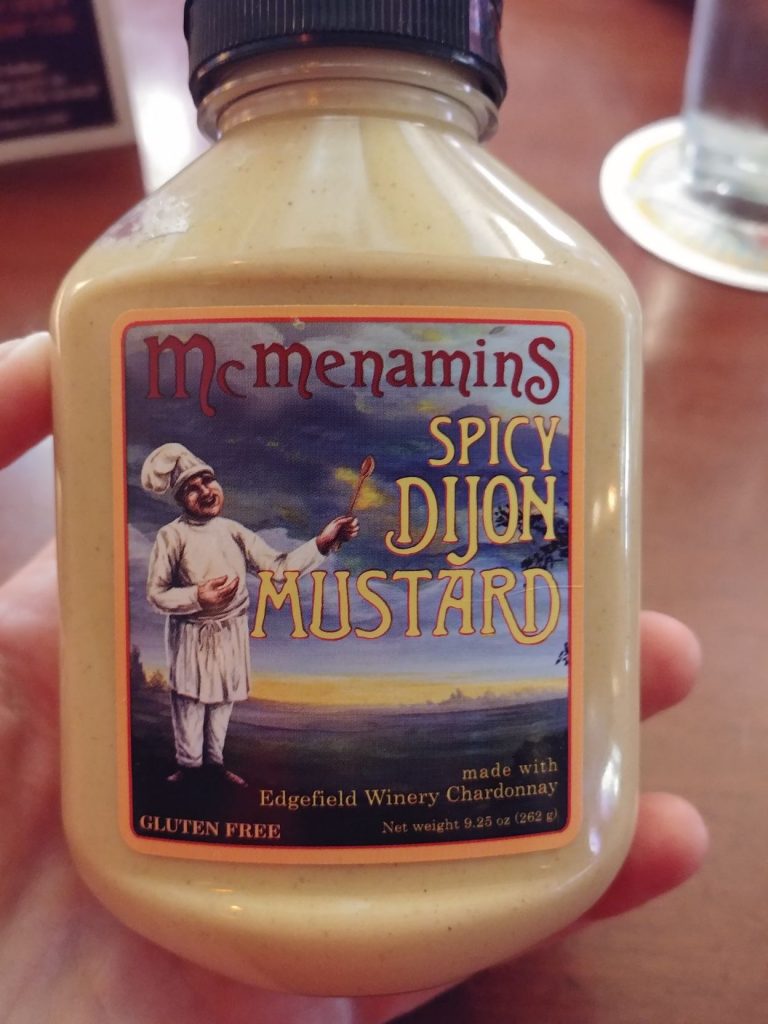 McMenaminS
SPICY
DIJON
MUSTARD
made with
Edgefield Winery Chardonnay
GLUTEN FREE
Net weight 9.25 oz (262 g)